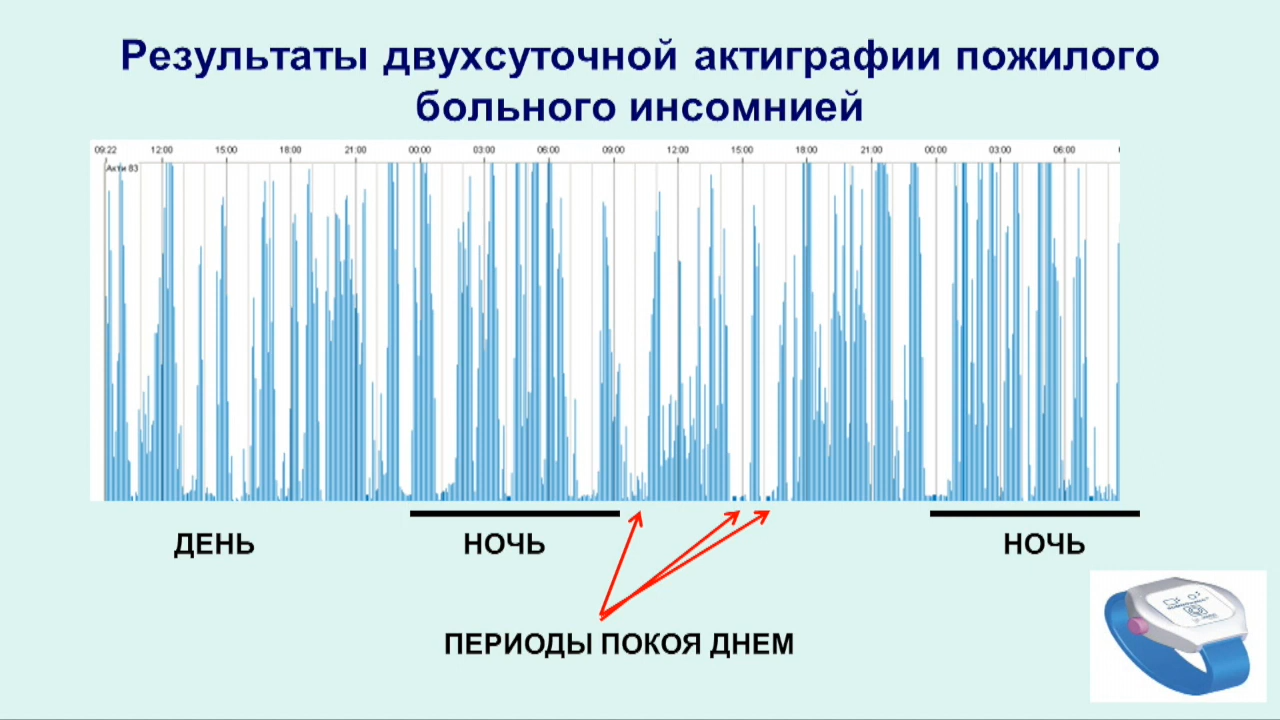 Результаты двухсуточной актиграфии пожилого
больного инсомнией
09:22 12:00 15:00 18:00 21:00 00:00 03:00 06:00 09:00 12:00 15:00 18:00 21:00 00:00 03:00 06:00
Акти 83
ДЕНЬ НОЧЬ НОЧЬ
ПЕРИОДЫ ПОКОЯ ДНЕМ